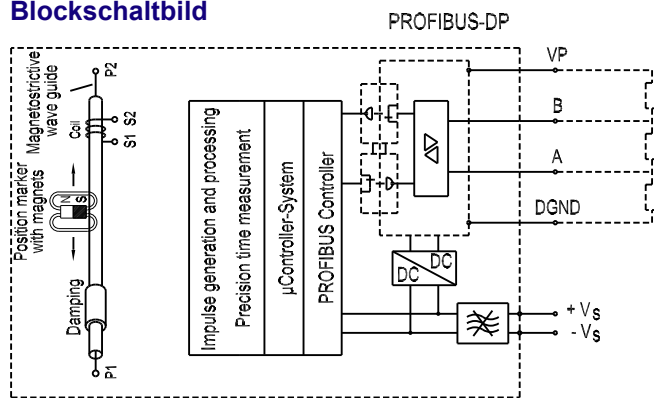 Blockschaltbild
PROFIBUS-DP
P2
Magnetostrictive
wave guide
Coil
S2
S1
Position marker
with magnets
N
S
Damping
P1
Impulse generation and processing
Precision time measurement
µController-System
PROFIBUS Controller
DC
DC
VP
B
A
DGND
+ Vs
- Vs